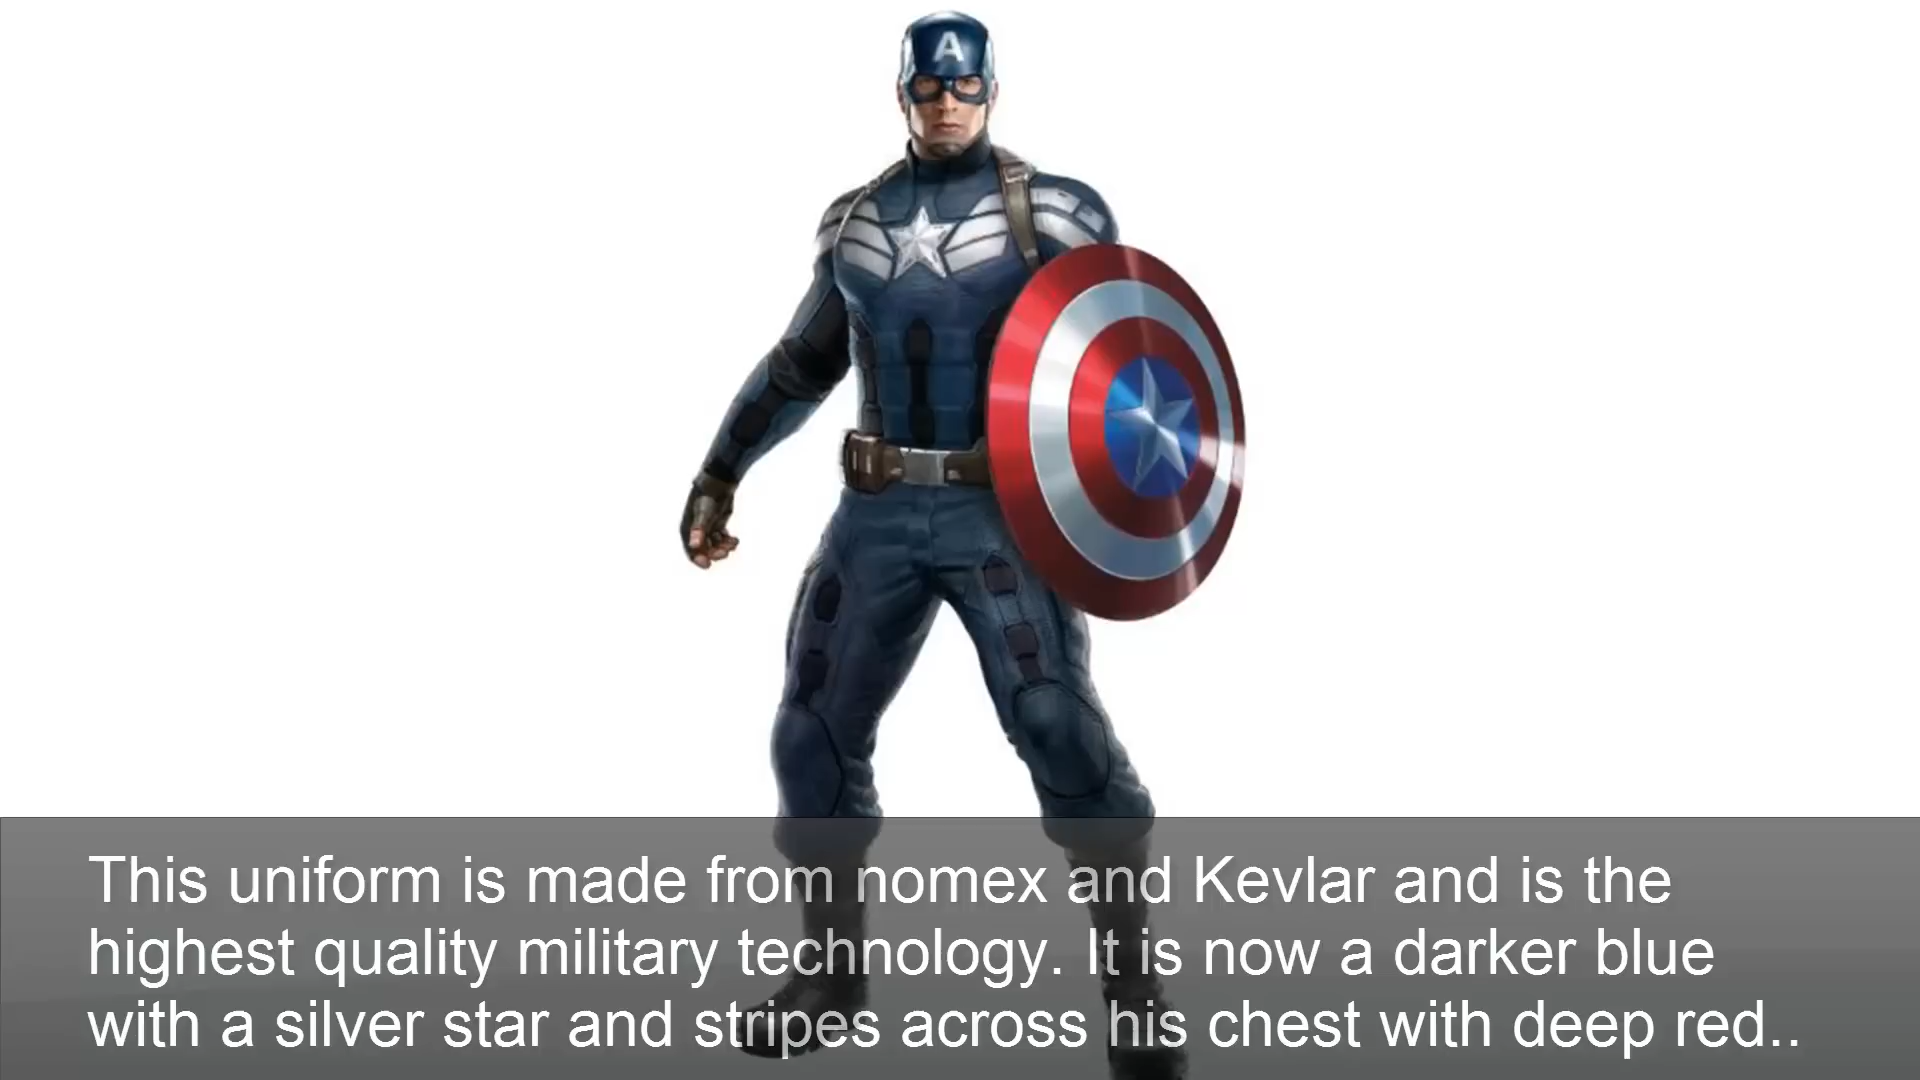 A
This uniform is made from nomex and Kevlar and is the
highest quality military technology. It is now a darker blue
with a silver star and stripes across his chest with deep red..